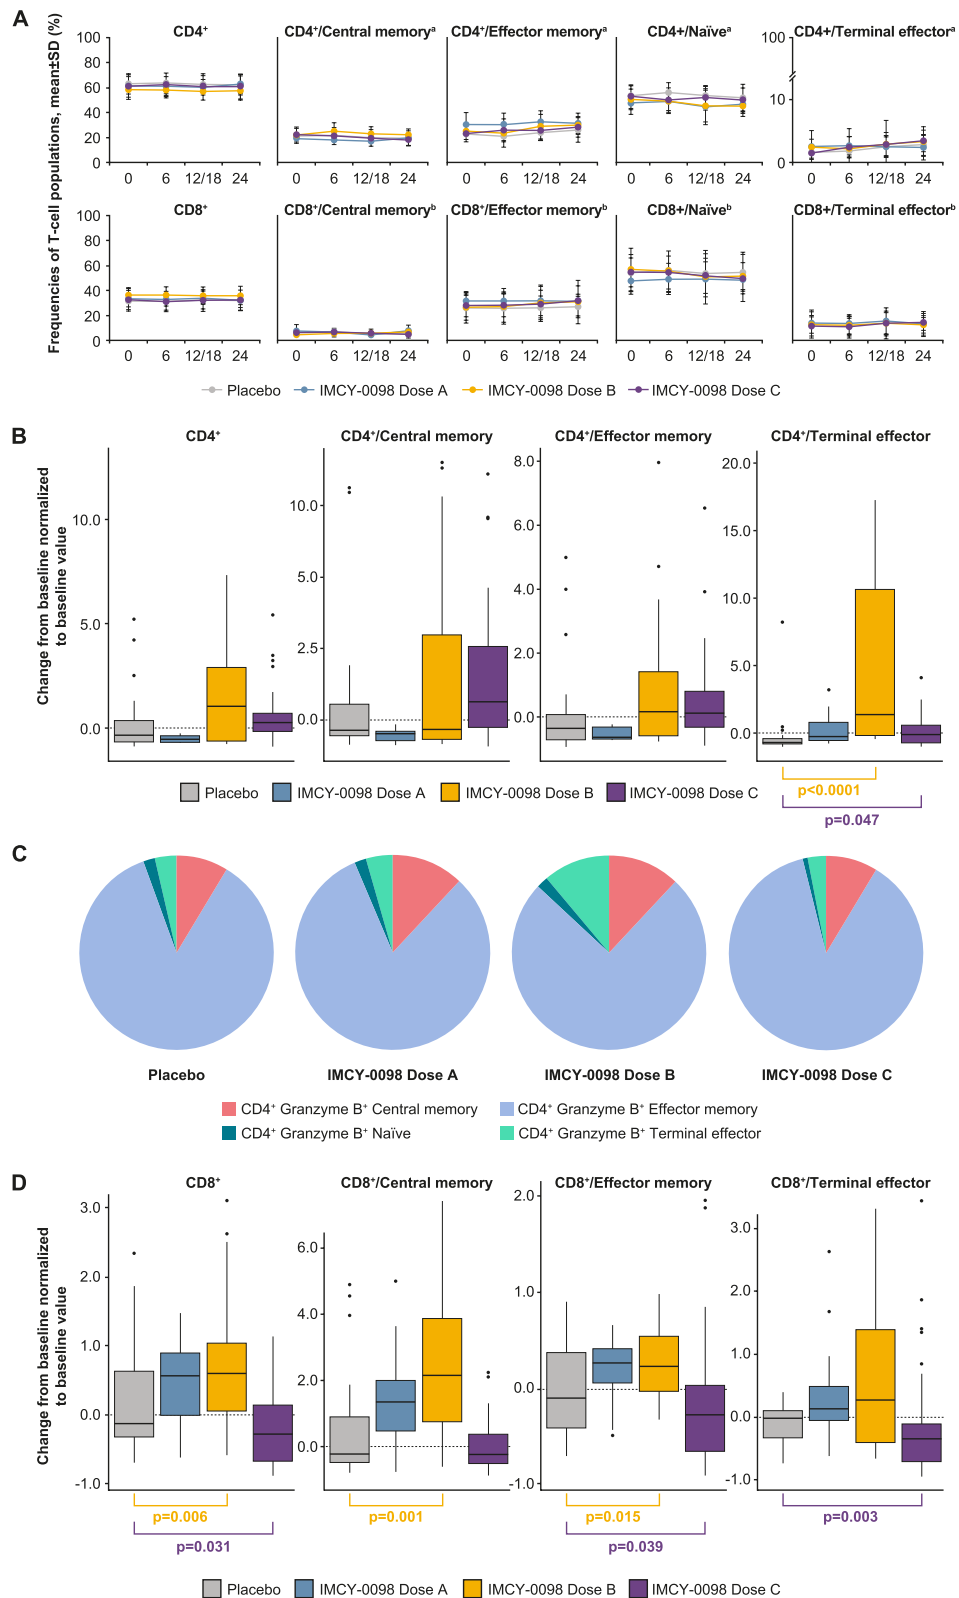 A
Frequencies of T-cell populations, mean±SD (%)
CD4⁺
CD4⁺/Central memoryᵃ
CD4⁺/Effector memoryᵃ
CD4+/Naïveᵃ
CD4+/Terminal effectorᵃ
100
80
60
40
20
0
100
10
0
0 6 12/18 24
0 6 12/18 24
0 6 12/18 24
0 6 12/18 24
0 6 12/18 24
CD8⁺
CD8⁺/Central memoryᵇ
CD8⁺/Effector memoryᵇ
CD8+/Naïveᵇ
CD8+/Terminal effectorᵇ
100
80
60
40
20
0
0 6 12/18 24
0 6 12/18 24
0 6 12/18 24
0 6 12/18 24
0 6 12/18 24
Placebo IMCY-0098 Dose A IMCY-0098 Dose B IMCY-0098 Dose C
B
Change from baseline normalized
to baseline value
CD4⁺
10.0
5.0
0.0
CD4⁺/Central memory
10.0
5.0
2.5
0.0
CD4⁺/Effector memory
8.0
6.0
4.0
2.0
0.0
CD4⁺/Terminal effector
20.0
15.0
10.0
5.0
0.0
p<0.0001
p=0.047
Placebo IMCY-0098 Dose A IMCY-0098 Dose B IMCY-0098 Dose C
C
Placebo
IMCY-0098 Dose A
IMCY-0098 Dose B
IMCY-0098 Dose C
CD4⁺ Granzyme B⁺ Central memory
CD4⁺ Granzyme B⁺ Effector memory
CD4⁺ Granzyme B⁺ Naïve
CD4⁺ Granzyme B⁺ Terminal effector
D
Change from baseline normalized
to baseline value
CD8⁺
3.0
2.0
1.0
0.0
-1.0
p=0.006
p=0.031
CD8⁺/Central memory
6.0
4.0
2.0
0.0
p=0.001
CD8⁺/Effector memory
2.0
1.0
0.0
-1.0
p=0.015
p=0.039
CD8⁺/Terminal effector
3.0
2.0
1.0
0.0
-1.0
p=0.003
Placebo IMCY-0098 Dose A IMCY-0098 Dose B IMCY-0098 Dose C